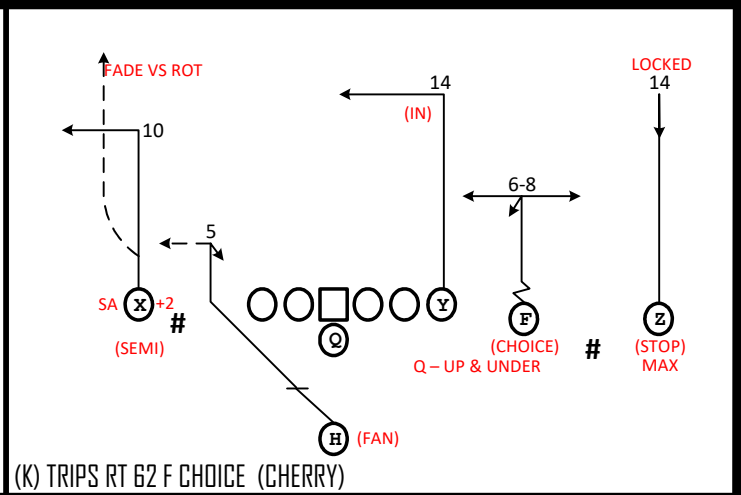 FADE VS ROT
LOCKED
14
14
(IN)
10
6-8
5
SA X +2
#
(SEMI)
Y
F
Z
Q
(CHOICE)
#
(STOP)
Q – UP & UNDER
MAX
H (FAN)
(K) TRIPS RT 62 F CHOICE (CHERRY)